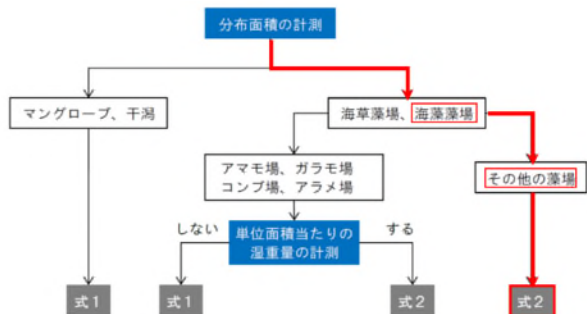 分布面積の計測
マングローブ、干潟
海草藻場、海藻藻場
アマモ場、ガラモ場
コンブ場、アラメ場
その他の藻場
しない
単位面積当たりの
湿重量の計測
する
式1
式1
式2
式2